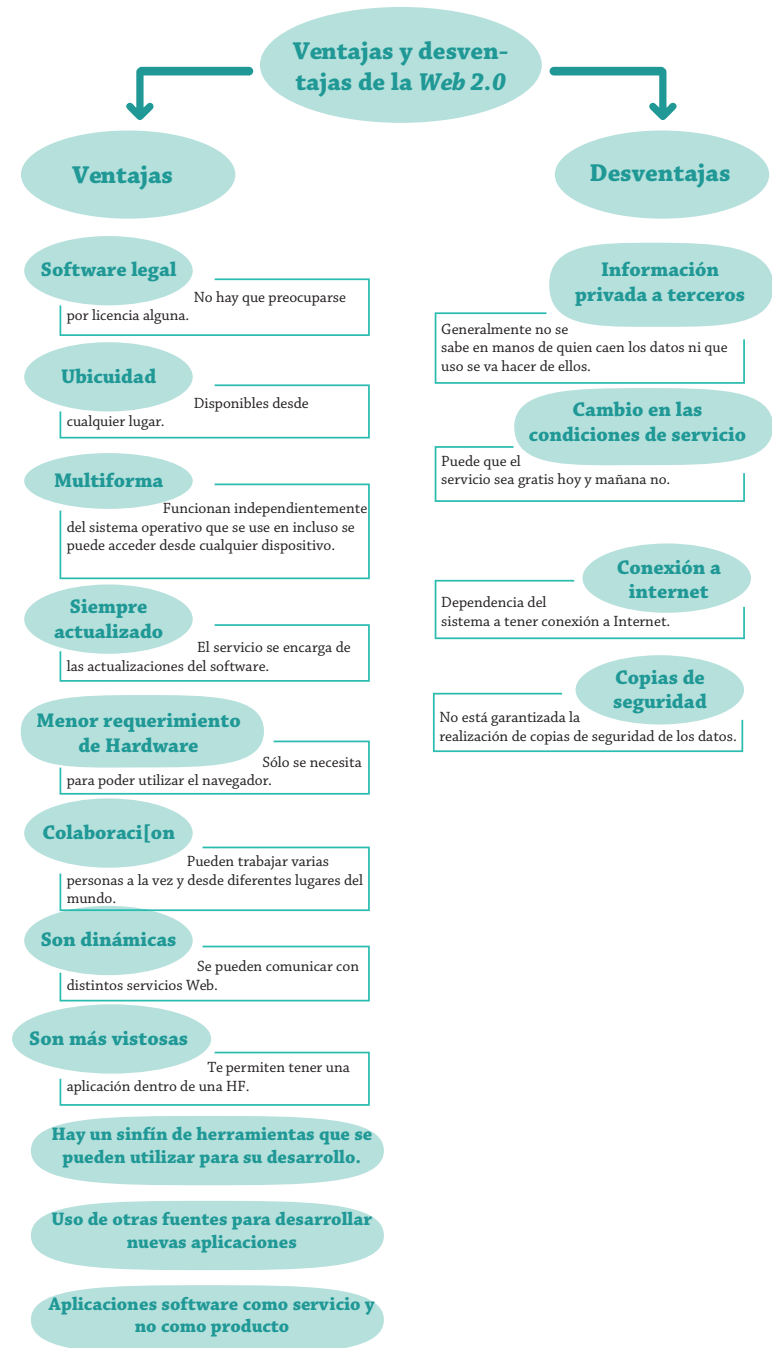 Ventajas y desven-
tajas de la Web 2.0
Ventajas
Software legal
No hay que preocuparse
por licencia alguna.
Ubicuidad
Disponibles desde
cualquier lugar.
Multiforma
Funcionan independientemente
del sistema operativo que se use en incluso se
puede acceder desde cualquier dispositivo.
Siempre
actualizado
El servicio se encarga de
las actualizaciones del software.
Menor requerimiento
de Hardware
Sólo se necesita
para poder utilizar el navegador.
Colaboraci[on
Pueden trabajar varias
personas a la vez y desde diferentes lugares del
mundo.
Son dinámicas
Se pueden comunicar con
distintos servicios Web.
Son más vistosas
Te permiten tener una
aplicación dentro de una HF.
Hay un sinfín de herramientas que se
pueden utilizar para su desarrollo.
Uso de otras fuentes para desarrollar
nuevas aplicaciones
Aplicaciones software como servicio y
no como producto
Desventajas
Información
privada a terceros
Generalmente no se
sabe en manos de quien caen los datos ni que
uso se va hacer de ellos.
Cambio en las
condiciones de servicio
Puede que el
servicio sea gratis hoy y mañana no.
Conexión a
internet
Dependencia del
sistema a tener conexión a Internet.
Copias de
seguridad
No está garantizada la
realización de copias de seguridad de los datos.